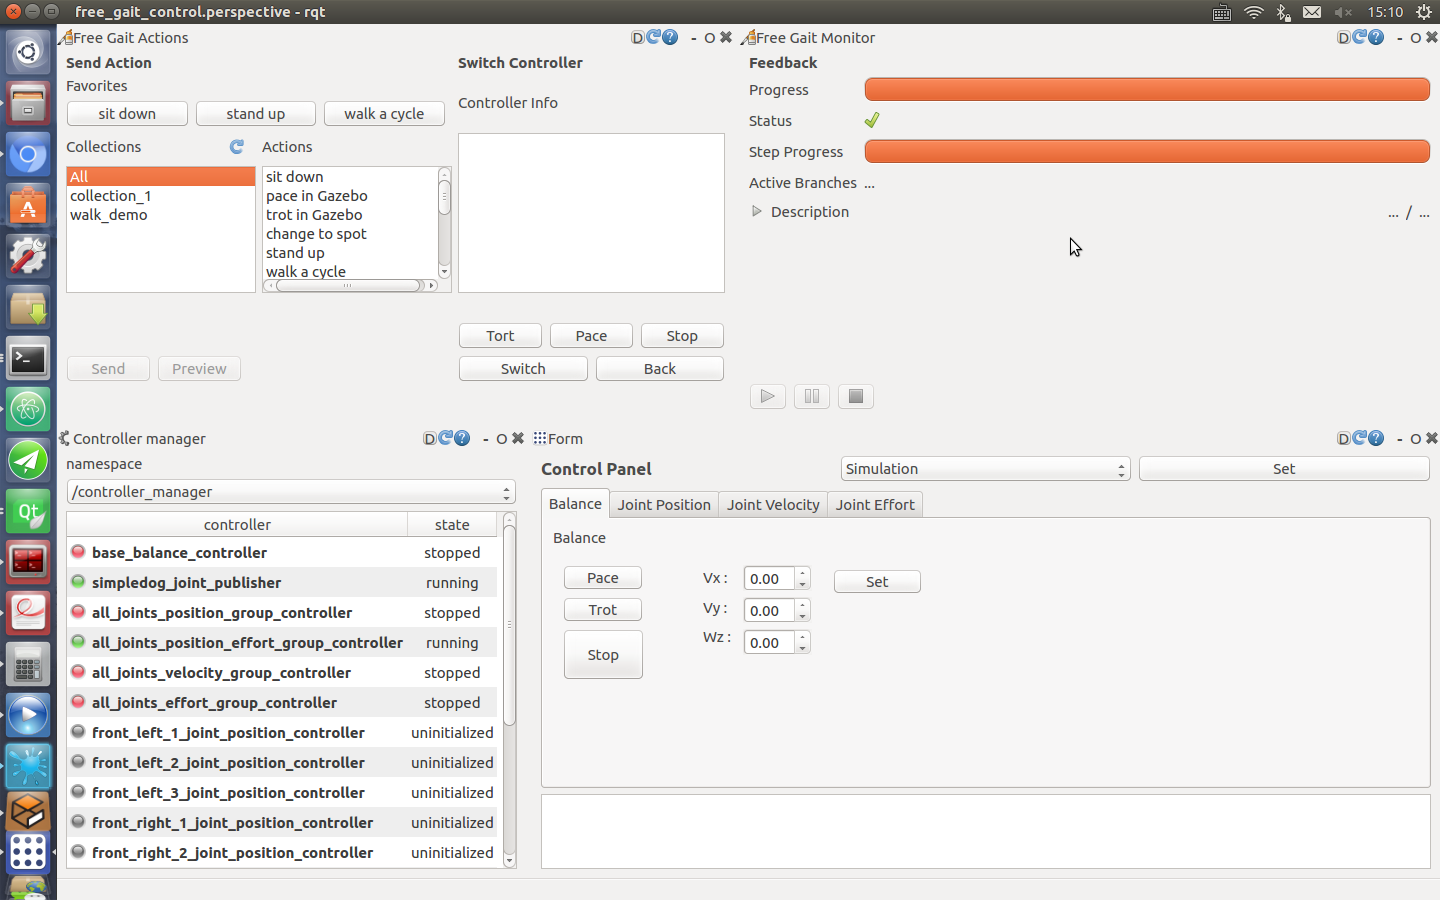 free_gait_control.perspective - rqt
15:10
Free Gait Actions
D
- O
Send Action
Favorites
sit down
stand up
walk a cycle
Collections
Actions
All
collection_1
walk_demo
sit down
pace in Gazebo
trot in Gazebo
change to spot
stand up
walk a cycle
Send
Preview
Switch Controller
Controller Info
Tort
Pace
Stop
Switch
Back
Free Gait Monitor
D
- O
Feedback
Progress
Status
Step Progress
Active Branches ...
Description
... / ...
Controller manager
D
- O
namespace
/controller_manager
controller state
base_balance_controller stopped
simpledog_joint_publisher running
all_joints_position_group_controller stopped
all_joints_position_effort_group_controller running
all_joints_velocity_group_controller stopped
all_joints_effort_group_controller stopped
front_left_1_joint_position_controller uninitialized
front_left_2_joint_position_controller uninitialized
front_left_3_joint_position_controller uninitialized
front_right_1_joint_position_controller uninitialized
front_right_2_joint_position_controller uninitialized
Form
D
- O
Control Panel
Simulation
Set
Balance
Joint Position
Joint Velocity
Joint Effort
Balance
Pace
Trot
Stop
Vx : 0.00
Vy : 0.00
Wz : 0.00
Set
Qt